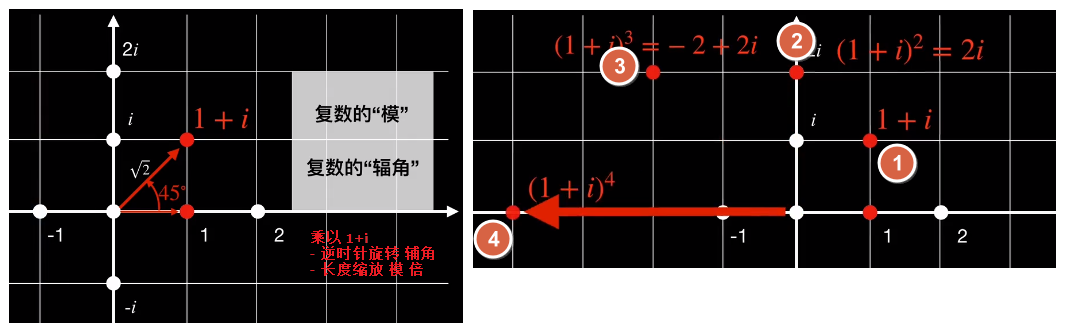 2i
i
1 + i
√2
45°
-1
1
2
-i
复数的“模”
复数的“辐角”
乘以 1+i
- 逆时针旋转 辐角
- 长度缩放 模 倍
(1 + i)³ = − 2 + 2i
3
2
2i
(1 + i)² = 2i
i
1 + i
1
(1 + i)⁴
4
-1
1
2